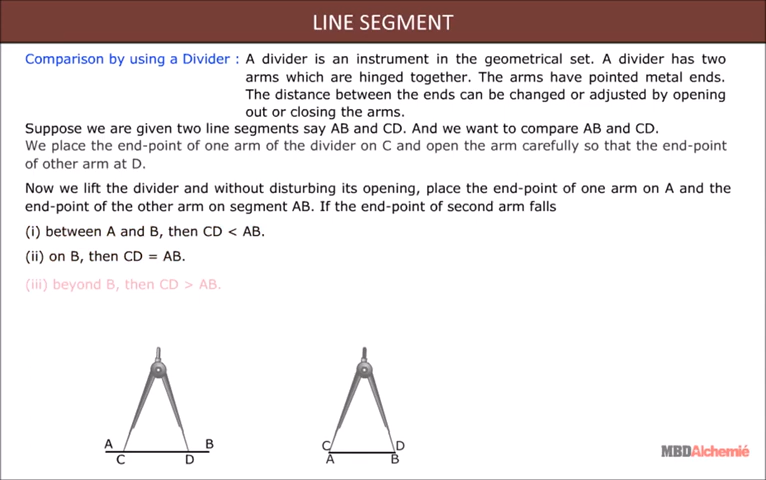 LINE SEGMENT
Comparison by using a Divider : A divider is an instrument in the geometrical set. A divider has two
arms which are hinged together. The arms have pointed metal ends.
The distance between the ends can be changed or adjusted by opening
out or closing the arms.
Suppose we are given two line segments say AB and CD. And we want to compare AB and CD.
We place the end-point of one arm of the divider on C and open the arm carefully so that the end-point
of other arm at D.
Now we lift the divider and without disturbing its opening, place the end-point of one arm on A and the
end-point of the other arm on segment AB. If the end-point of second arm falls
(i) between A and B, then CD < AB.
(ii) on B, then CD = AB.
(iii) beyond B, then CD > AB.
A B C D
C D A B
MBDAlchemié